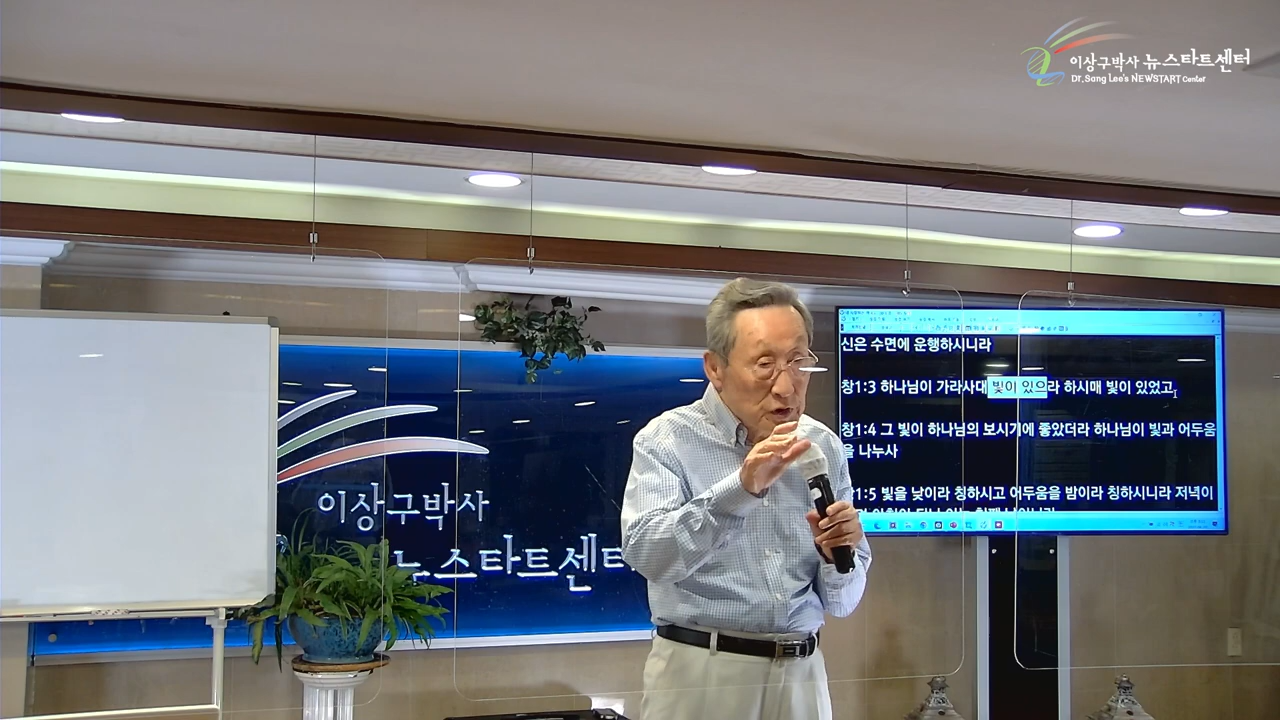 이상구박사 뉴스타트센터
Dr. Sang Lee's NEWSTART Center
신은 수면에 운행하시니라
창1:3 하나님이 가라사대 빛이 있으라 하시매 빛이 있었고,
창1:4 그 빛이 하나님의 보시기에 좋았더라 하나님이 빛과 어두움
을 나누사
창1:5 빛을 낮이라 칭하시고 어두움을 밤이라 칭하시니라 저녁이
이상구박사
뉴스타트센터